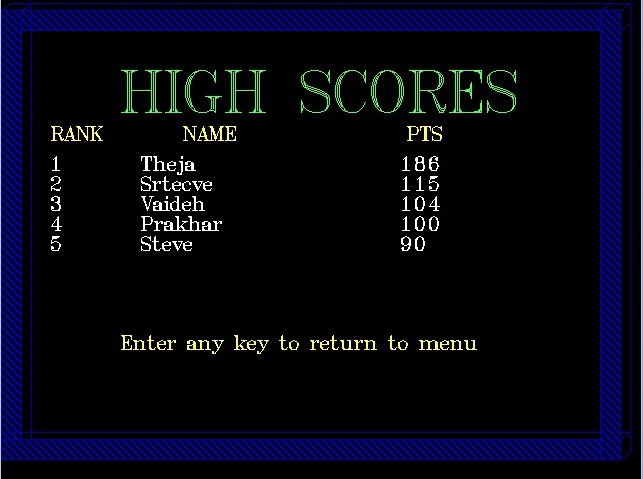 HIGH SCORES
RANK NAME PTS
1 Theja 186
2 Srtecve 115
3 Vaideh 104
4 Prakhar 100
5 Steve 90
Enter any key to return to menu